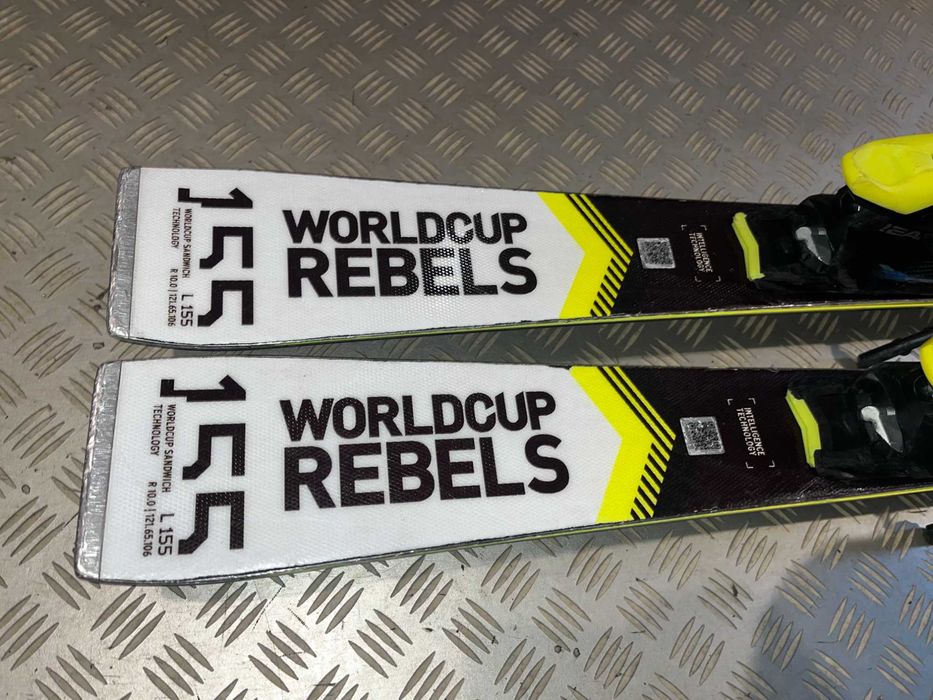 155
WORLDCUP SANDWICH
TECHNOLOGY
L 155
R 10.0 | 121.65.106
WORLDCUP
REBELS
INTELLIGENCE
TECHNOLOGY
155
WORLDCUP SANDWICH
TECHNOLOGY
L 155
R 10.0 | 121.65.106
WORLDCUP
REBELS
INTELLIGENCE
TECHNOLOGY